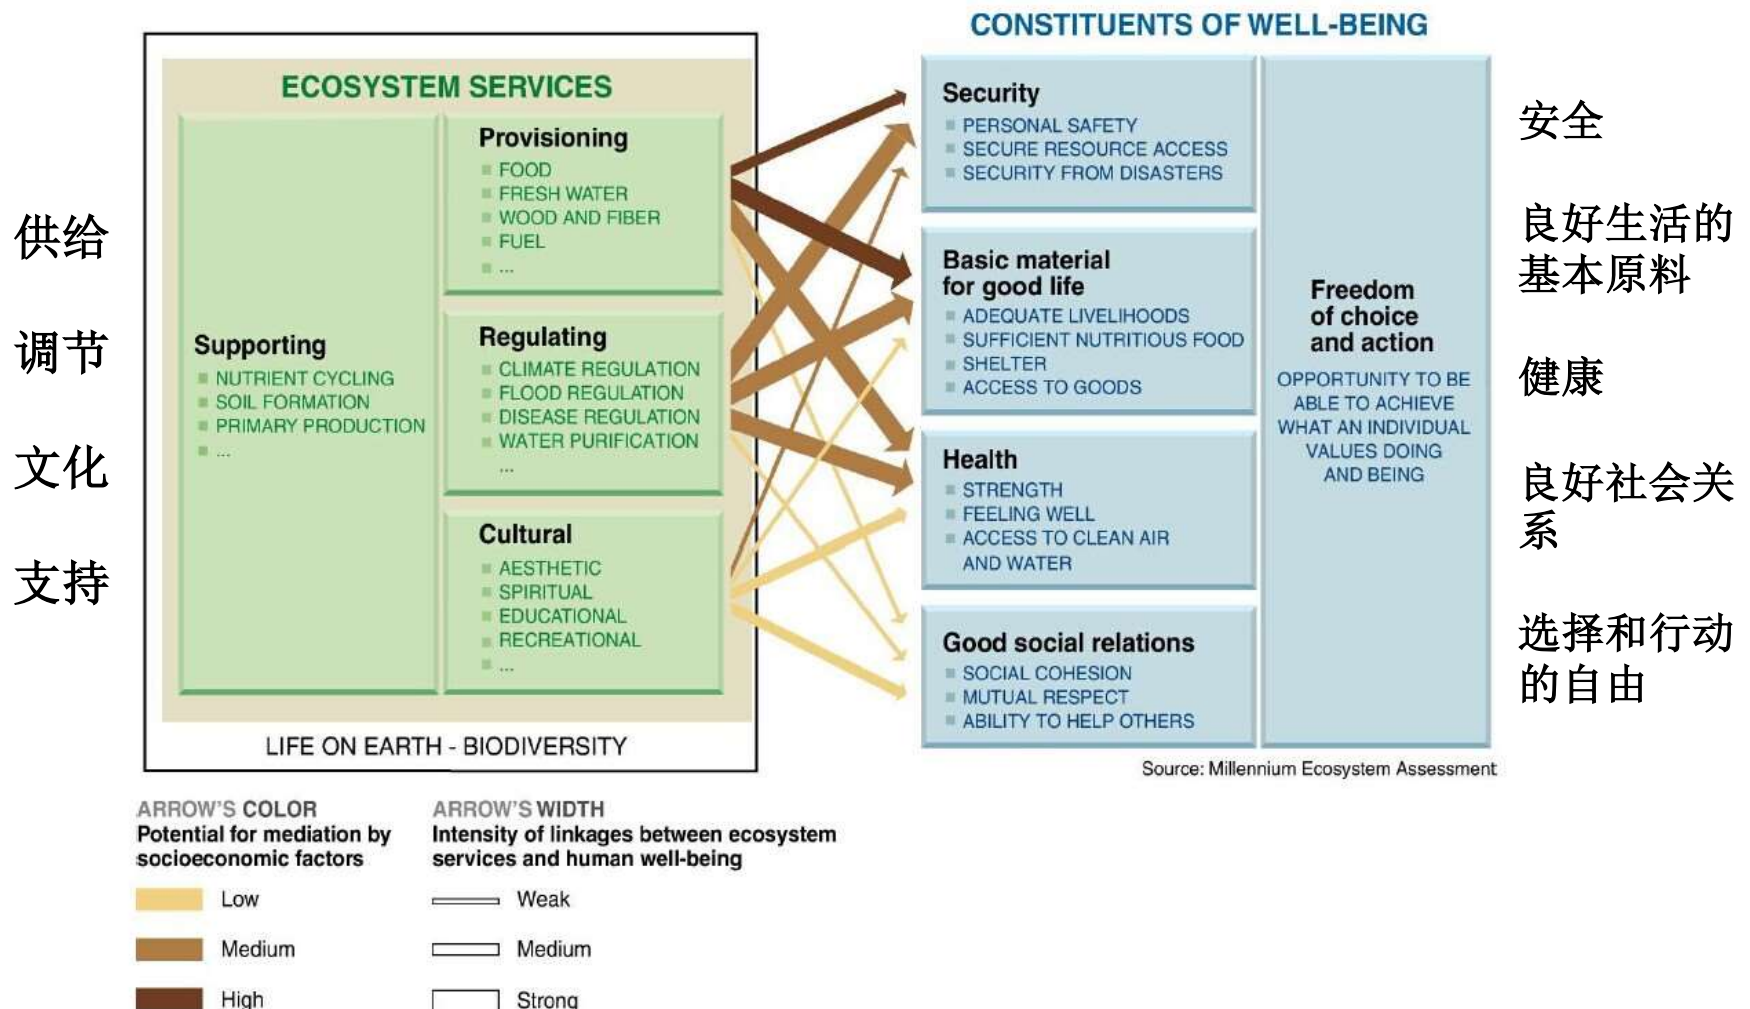 供给
调节
文化
支持
ECOSYSTEM SERVICES
Supporting
NUTRIENT CYCLING
SOIL FORMATION
PRIMARY PRODUCTION
...
Provisioning
FOOD
FRESH WATER
WOOD AND FIBER
FUEL
...
Regulating
CLIMATE REGULATION
FLOOD REGULATION
DISEASE REGULATION
WATER PURIFICATION
...
Cultural
AESTHETIC
SPIRITUAL
EDUCATIONAL
RECREATIONAL
...
LIFE ON EARTH - BIODIVERSITY
CONSTITUENTS OF WELL-BEING
Security
PERSONAL SAFETY
SECURE RESOURCE ACCESS
SECURITY FROM DISASTERS
Basic material
for good life
ADEQUATE LIVELIHOODS
SUFFICIENT NUTRITIOUS FOOD
SHELTER
ACCESS TO GOODS
Health
STRENGTH
FEELING WELL
ACCESS TO CLEAN AIR
AND WATER
Good social relations
SOCIAL COHESION
MUTUAL RESPECT
ABILITY TO HELP OTHERS
Freedom
of choice
and action
OPPORTUNITY TO BE
ABLE TO ACHIEVE
WHAT AN INDIVIDUAL
VALUES DOING
AND BEING
安全
良好生活的
基本原料
健康
良好社会关
系
选择和行动
的自由
Source: Millennium Ecosystem Assessment
ARROW'S COLOR
Potential for mediation by
socioeconomic factors
Low
Medium
High
ARROW'S WIDTH
Intensity of linkages between ecosystem
services and human well-being
Weak
Medium
Strong